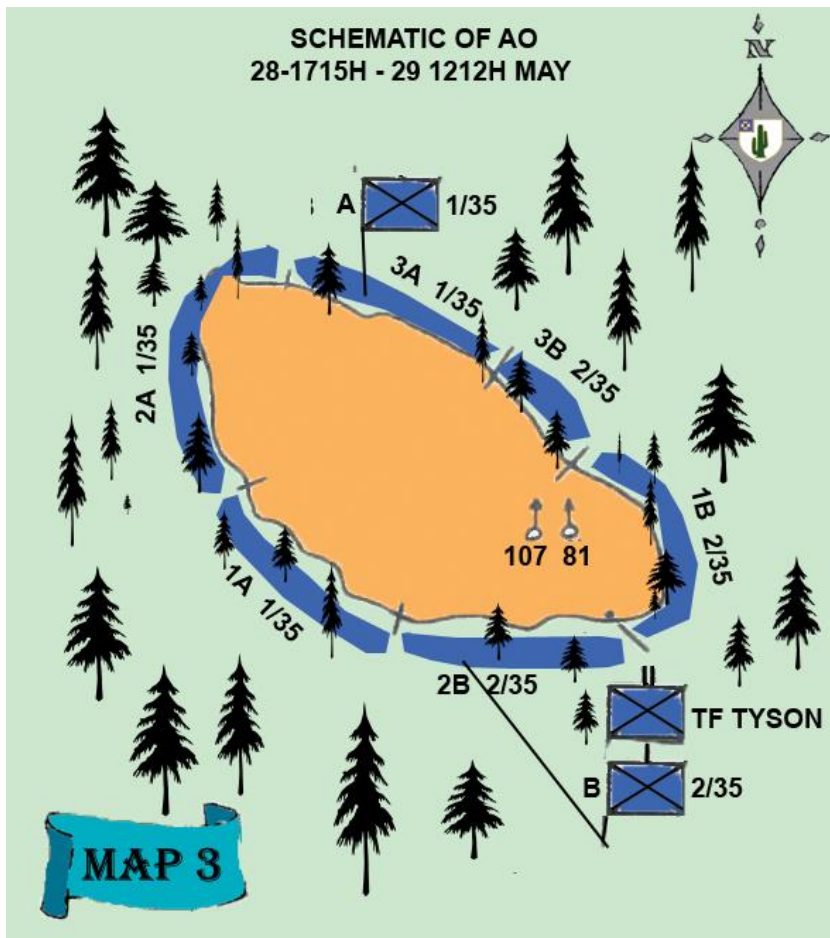 SCHEMATIC OF AO
28-1715H - 29 1212H MAY
N
A 1/35
3A 1/35
3B 2/35
2A 1/35
1B 2/35
107 81
1A 1/35
2B 2/35
II
TF TYSON
I
B 2/35
MAP 3